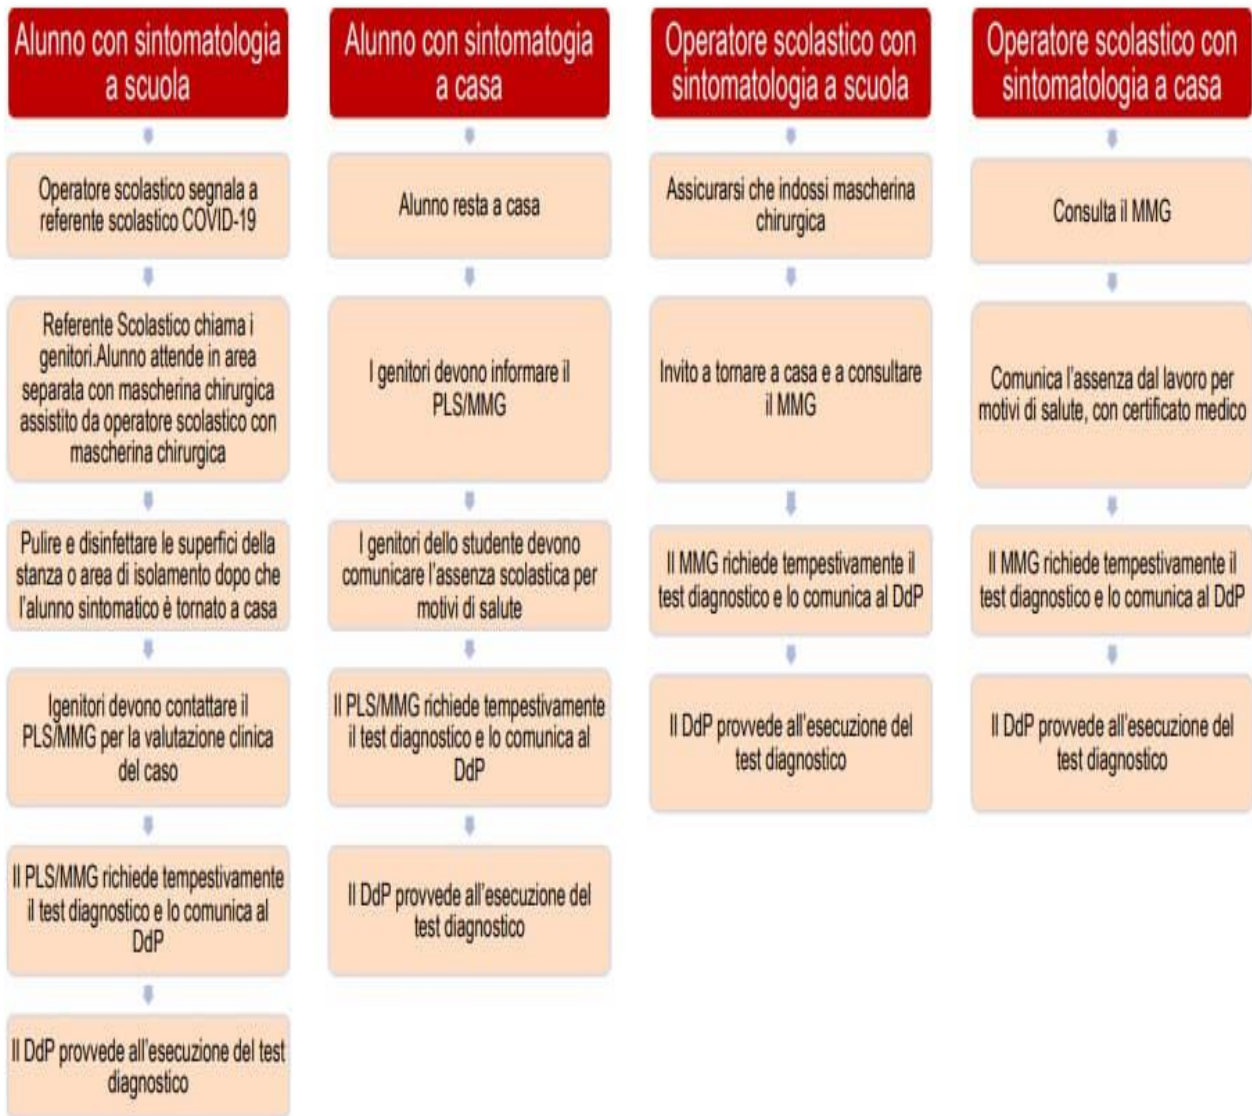 Alunno con sintomatologia
a scuola
Operatore scolastico segnala a
referente scolastico COVID-19
Referente Scolastico chiama i
genitori.Alunno attende in area
separata con mascherina chirurgica
assistito da operatore scolastico con
mascherina chirurgica
Pulire e disinfettare le superfici della
stanza o area di isolamento dopo che
l'alunno sintomatico è tornato a casa
Igenitori devono contattare il
PLS/MMG per la valutazione clinica
del caso
Il PLS/MMG richiede tempestivamente
il test diagnostico e lo comunica al
DdP
Il DdP provvede all'esecuzione del test
diagnostico
Alunno con sintomatogia
a casa
Alunno resta a casa
I genitori devono informare il
PLS/MMG
I genitori dello studente devono
comunicare l'assenza scolastica per
motivi di salute
Il PLS/MMG richiede tempestivamente
il test diagnostico e lo comunica al
DdP
Il DdP provvede all'esecuzione del
test diagnostico
Operatore scolastico con
sintomatologia a scuola
Assicurarsi che indossi mascherina
chirurgica
Invito a tornare a casa e a consultare
il MMG
Il MMG richiede tempestivamente il
test diagnostico e lo comunica al DdP
Il DdP provvede all'esecuzione del
test diagnostico
Operatore scolastico con
sintomatologia a casa
Consulta il MMG
Comunica l'assenza dal lavoro per
motivi di salute, con certificato medico
Il MMG richiede tempestivamente il
test diagnostico e lo comunica al DdP
Il DdP provvede all'esecuzione del
test diagnostico